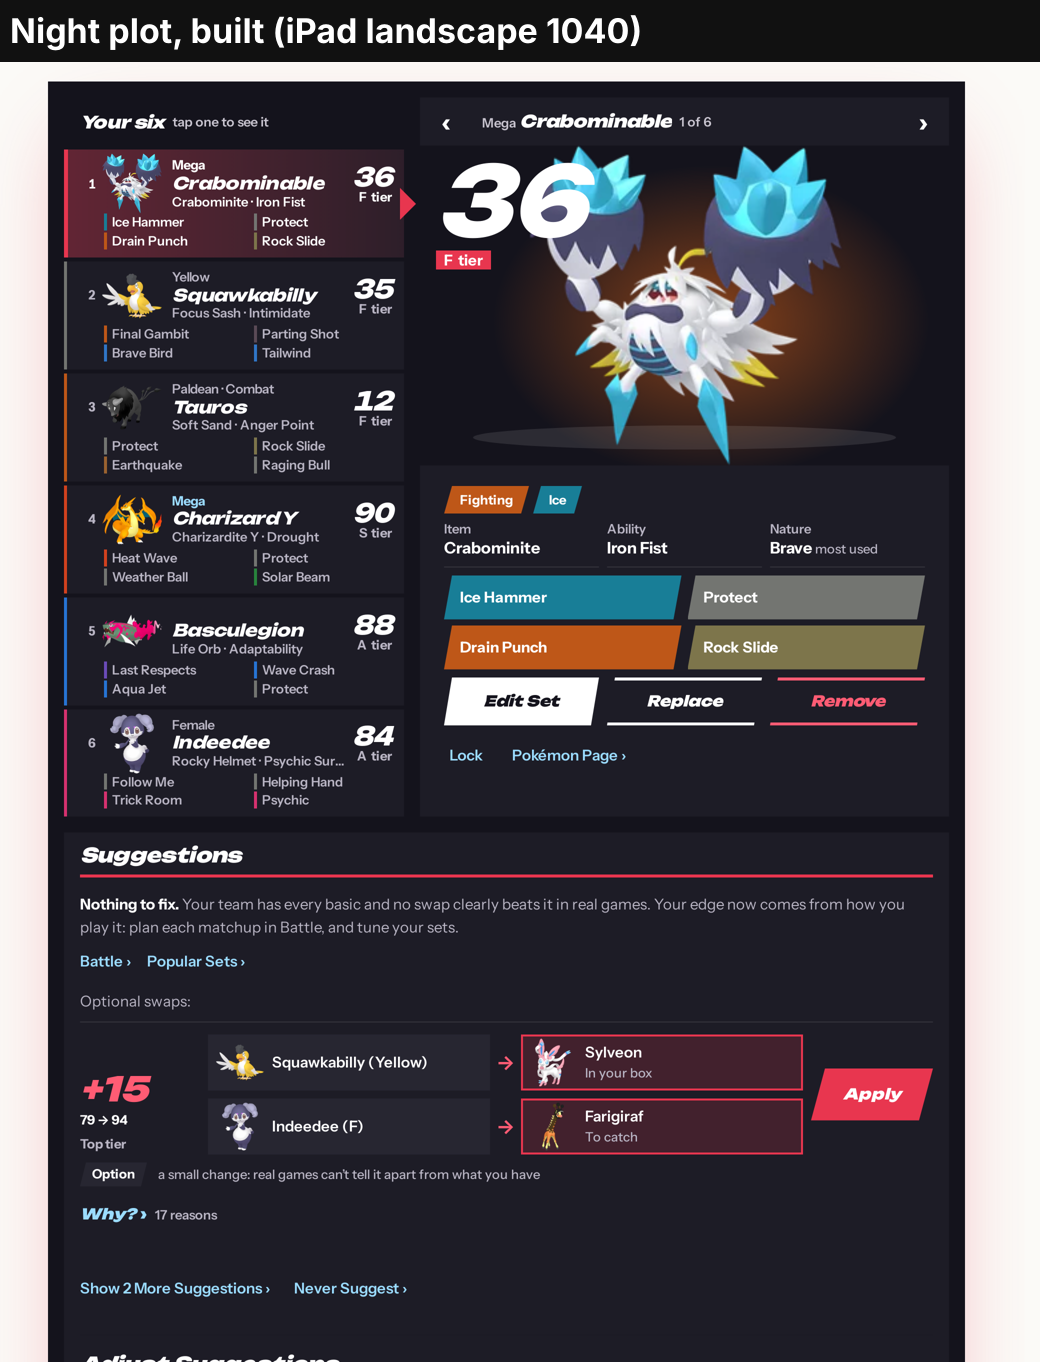 Night plot, built (iPad landscape 1040)
Your six tap one to see it
1
Mega
Crabominable
Crabominite · Iron Fist
36
F tier
Ice Hammer
Protect
Drain Punch
Rock Slide
2
Yellow
Squawkabilly
Focus Sash · Intimidate
35
F tier
Final Gambit
Parting Shot
Brave Bird
Tailwind
3
Paldean · Combat
Tauros
Soft Sand · Anger Point
12
F tier
Protect
Rock Slide
Earthquake
Raging Bull
4
Mega
Charizard Y
Charizardite Y · Drought
90
S tier
Heat Wave
Protect
Weather Ball
Solar Beam
5
Basculegion
Life Orb · Adaptability
88
A tier
Last Respects
Wave Crash
Aqua Jet
Protect
6
Female
Indeedee
Rocky Helmet · Psychic Sur...
84
A tier
Follow Me
Helping Hand
Trick Room
Psychic
‹ Mega Crabominable 1 of 6 ›
36
F tier
Fighting
Ice
Item
Crabominite
Ability
Iron Fist
Nature
Brave most used
Ice Hammer
Protect
Drain Punch
Rock Slide
Edit Set
Replace
Remove
Lock
Pokémon Page ›
Suggestions
Nothing to fix. Your team has every basic and no swap clearly beats it in real games. Your edge now comes from how you
play it: plan each matchup in Battle, and tune your sets.
Battle › Popular Sets ›
Optional swaps:
+15
79 → 94
Top tier
Squawkabilly (Yellow)
→
Sylveon
In your box
Indeedee (F)
→
Farigiraf
To catch
Apply
Option a small change: real games can't tell it apart from what you have
Why? › 17 reasons
Show 2 More Suggestions › Never Suggest ›
Adjust Suggestions